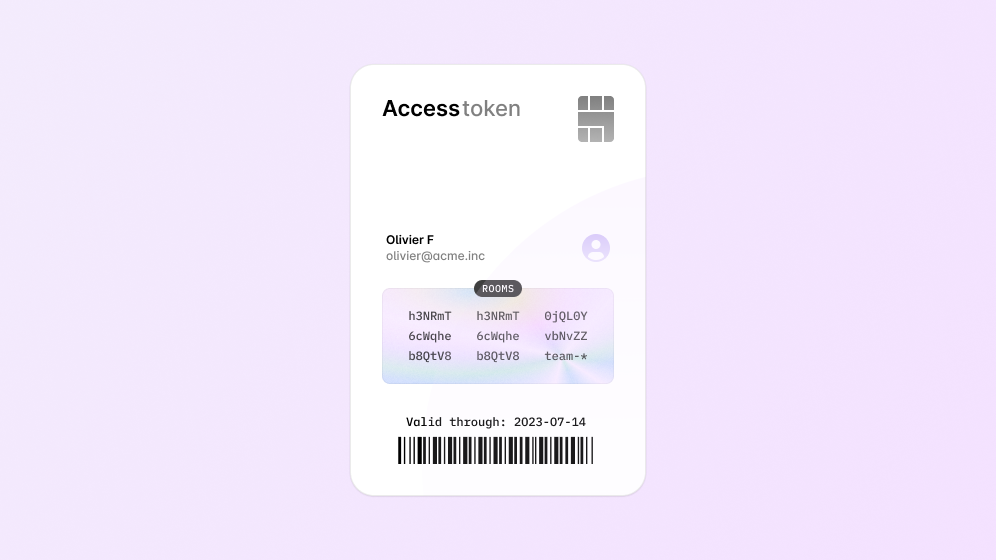 Access token
Olivier F
olivier@acme.inc
ROOMS
h3NRmT h3NRmT 0jQL0Y
6cWqhe 6cWqhe vbNvZZ
b8QtV8 b8QtV8 team-*
Valid through: 2023-07-14